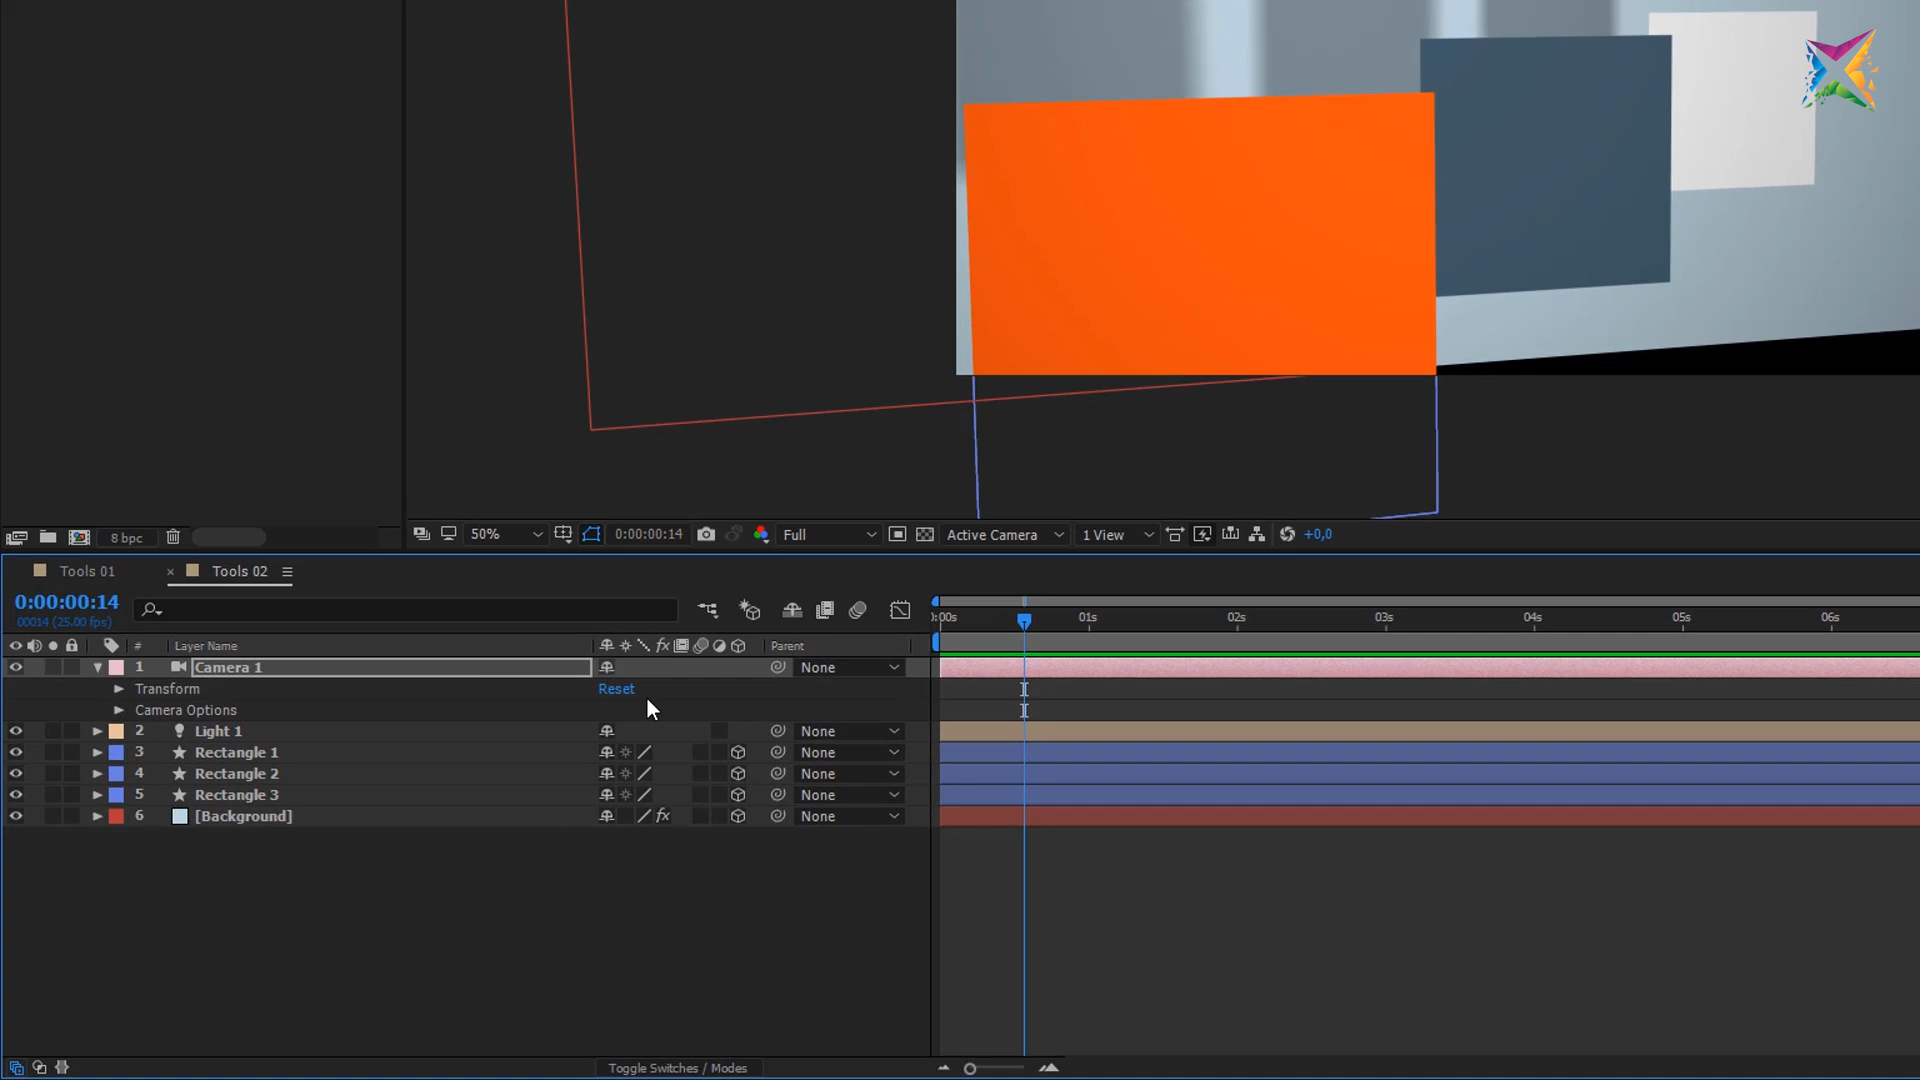 8 bpc
50%
0:00:00:14
Full
Active Camera
1 View
+0,0
Tools 01
× Tools 02
0:00:00:14
00014 (25.00 fps)
):00s 01s 02s 03s 04s 05s 06s
# Layer Name fx Parent
1 Camera 1 None
Transform Reset
Camera Options
2 Light 1 None
3 Rectangle 1 None
4 Rectangle 2 None
5 Rectangle 3 None
6 [Background] fx None
Toggle Switches / Modes